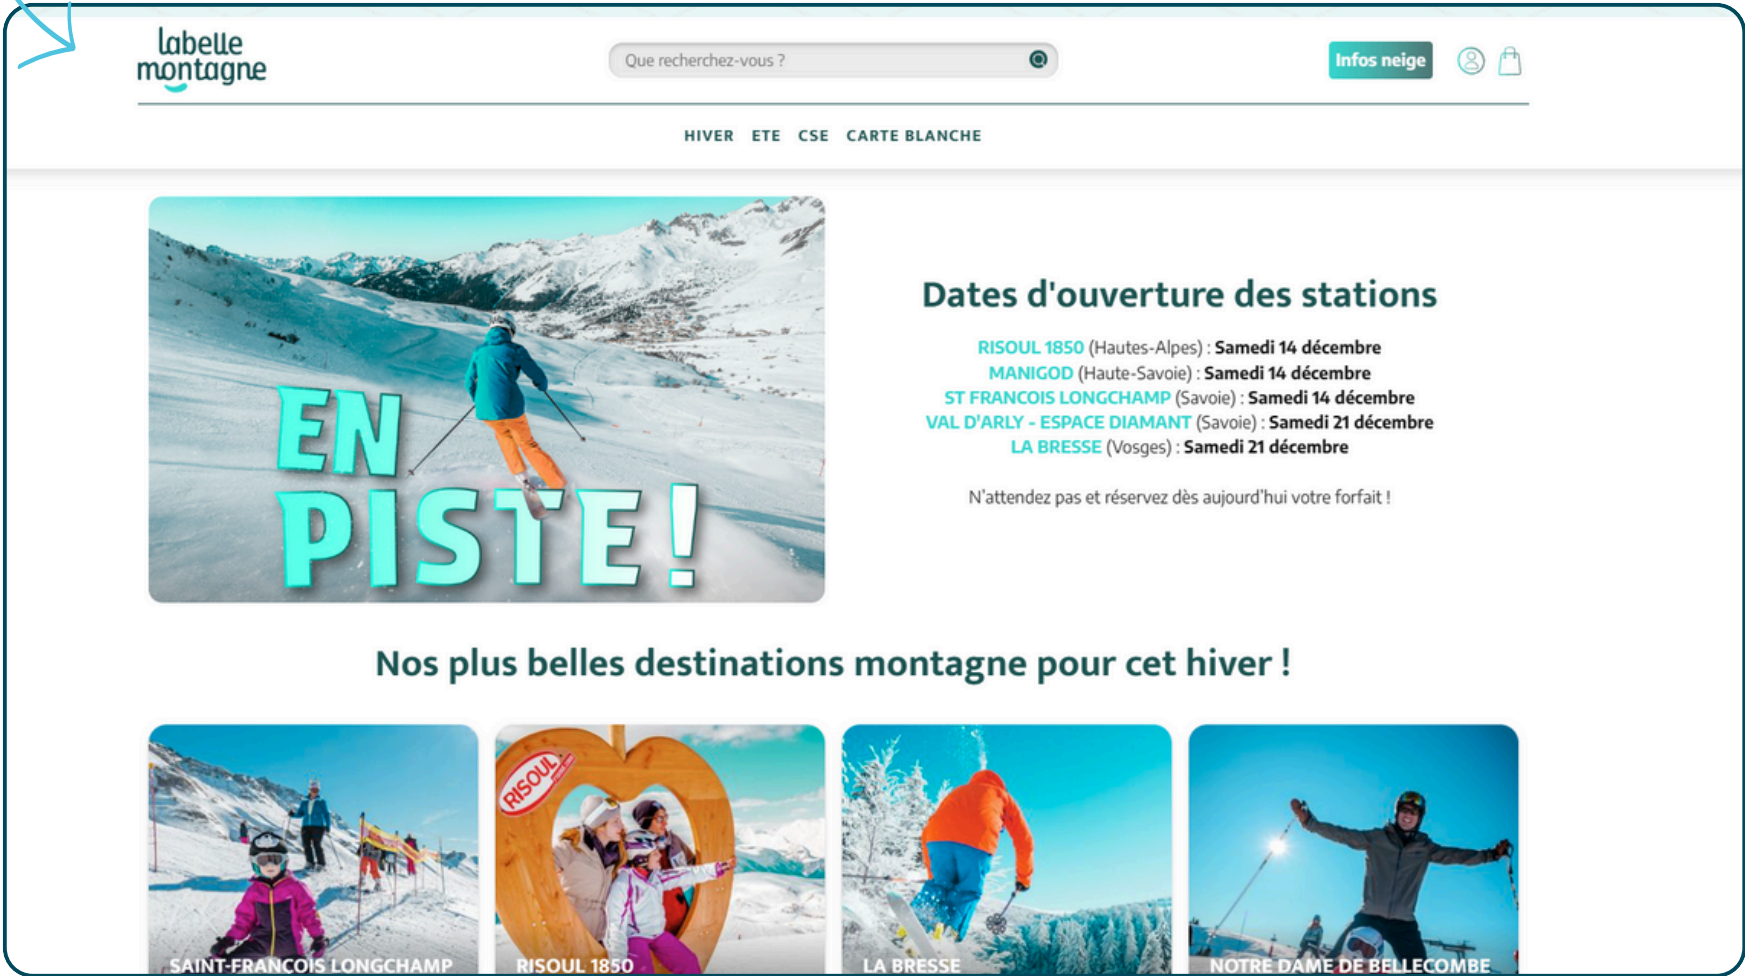 labelle
montagne
Que recherchez-vous ?
Infos neige
HIVER ETE CSE CARTE BLANCHE
EN
PISTE !
Dates d'ouverture des stations
RISOUL 1850 (Hautes-Alpes) : Samedi 14 décembre
MANIGOD (Haute-Savoie) : Samedi 14 décembre
ST FRANCOIS LONGCHAMP (Savoie) : Samedi 14 décembre
VAL D'ARLY - ESPACE DIAMANT (Savoie) : Samedi 21 décembre
LA BRESSE (Vosges) : Samedi 21 décembre
N'attendez pas et réservez dès aujourd'hui votre forfait !
Nos plus belles destinations montagne pour cet hiver !
RISOUL
SAINT-FRANÇOIS LONGCHAMP
RISOUL 1850
LA BRESSE
NOTRE DAME DE BELLECOMBE